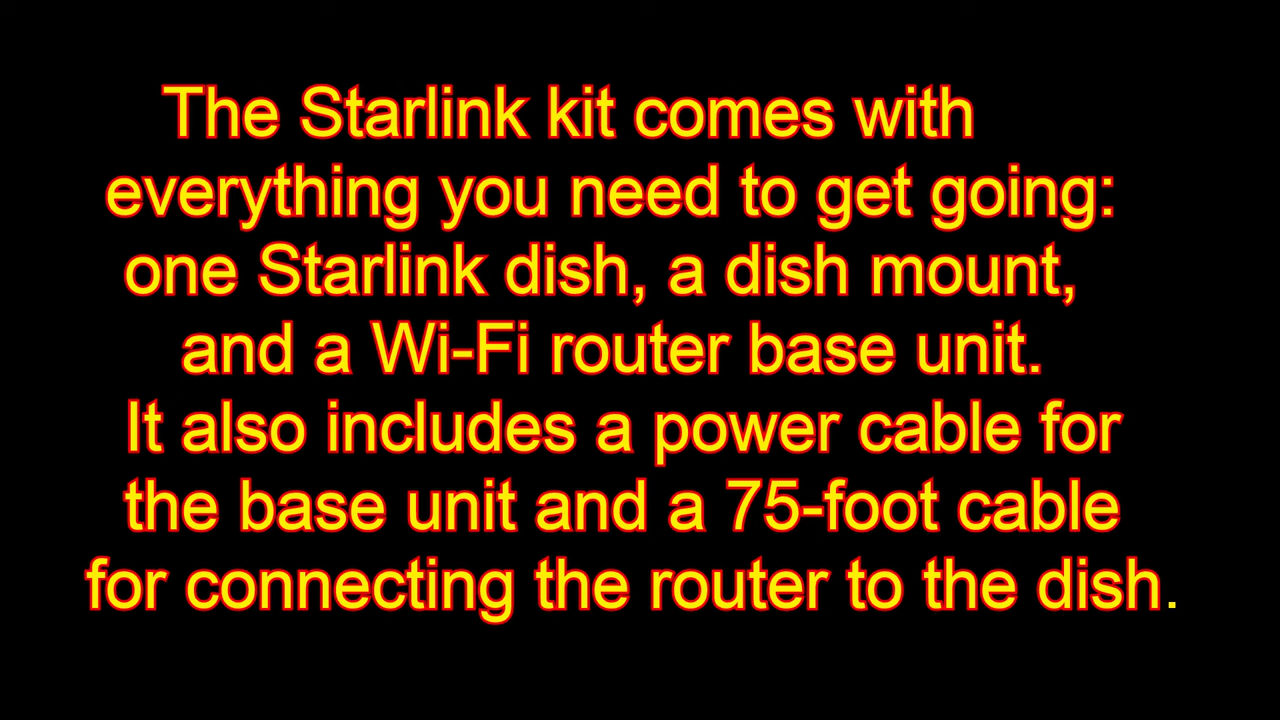 The Starlink kit comes with
everything you need to get going:
one Starlink dish, a dish mount,
and a Wi-Fi router base unit.
It also includes a power cable for
the base unit and a 75-foot cable
for connecting the router to the dish.